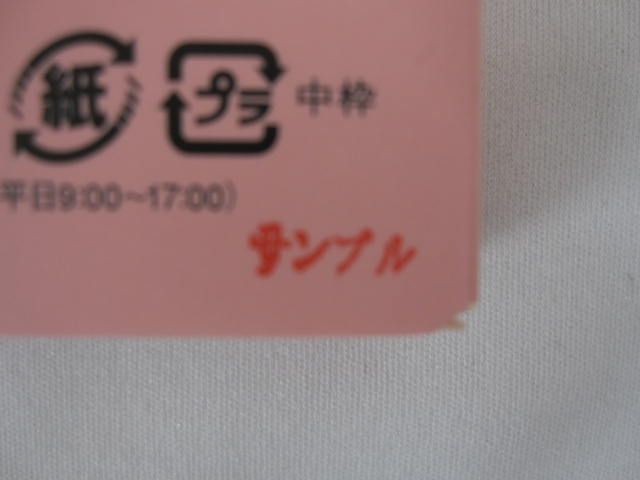 紙 プラ 中枠
平日9:00~17:00)
サンプル